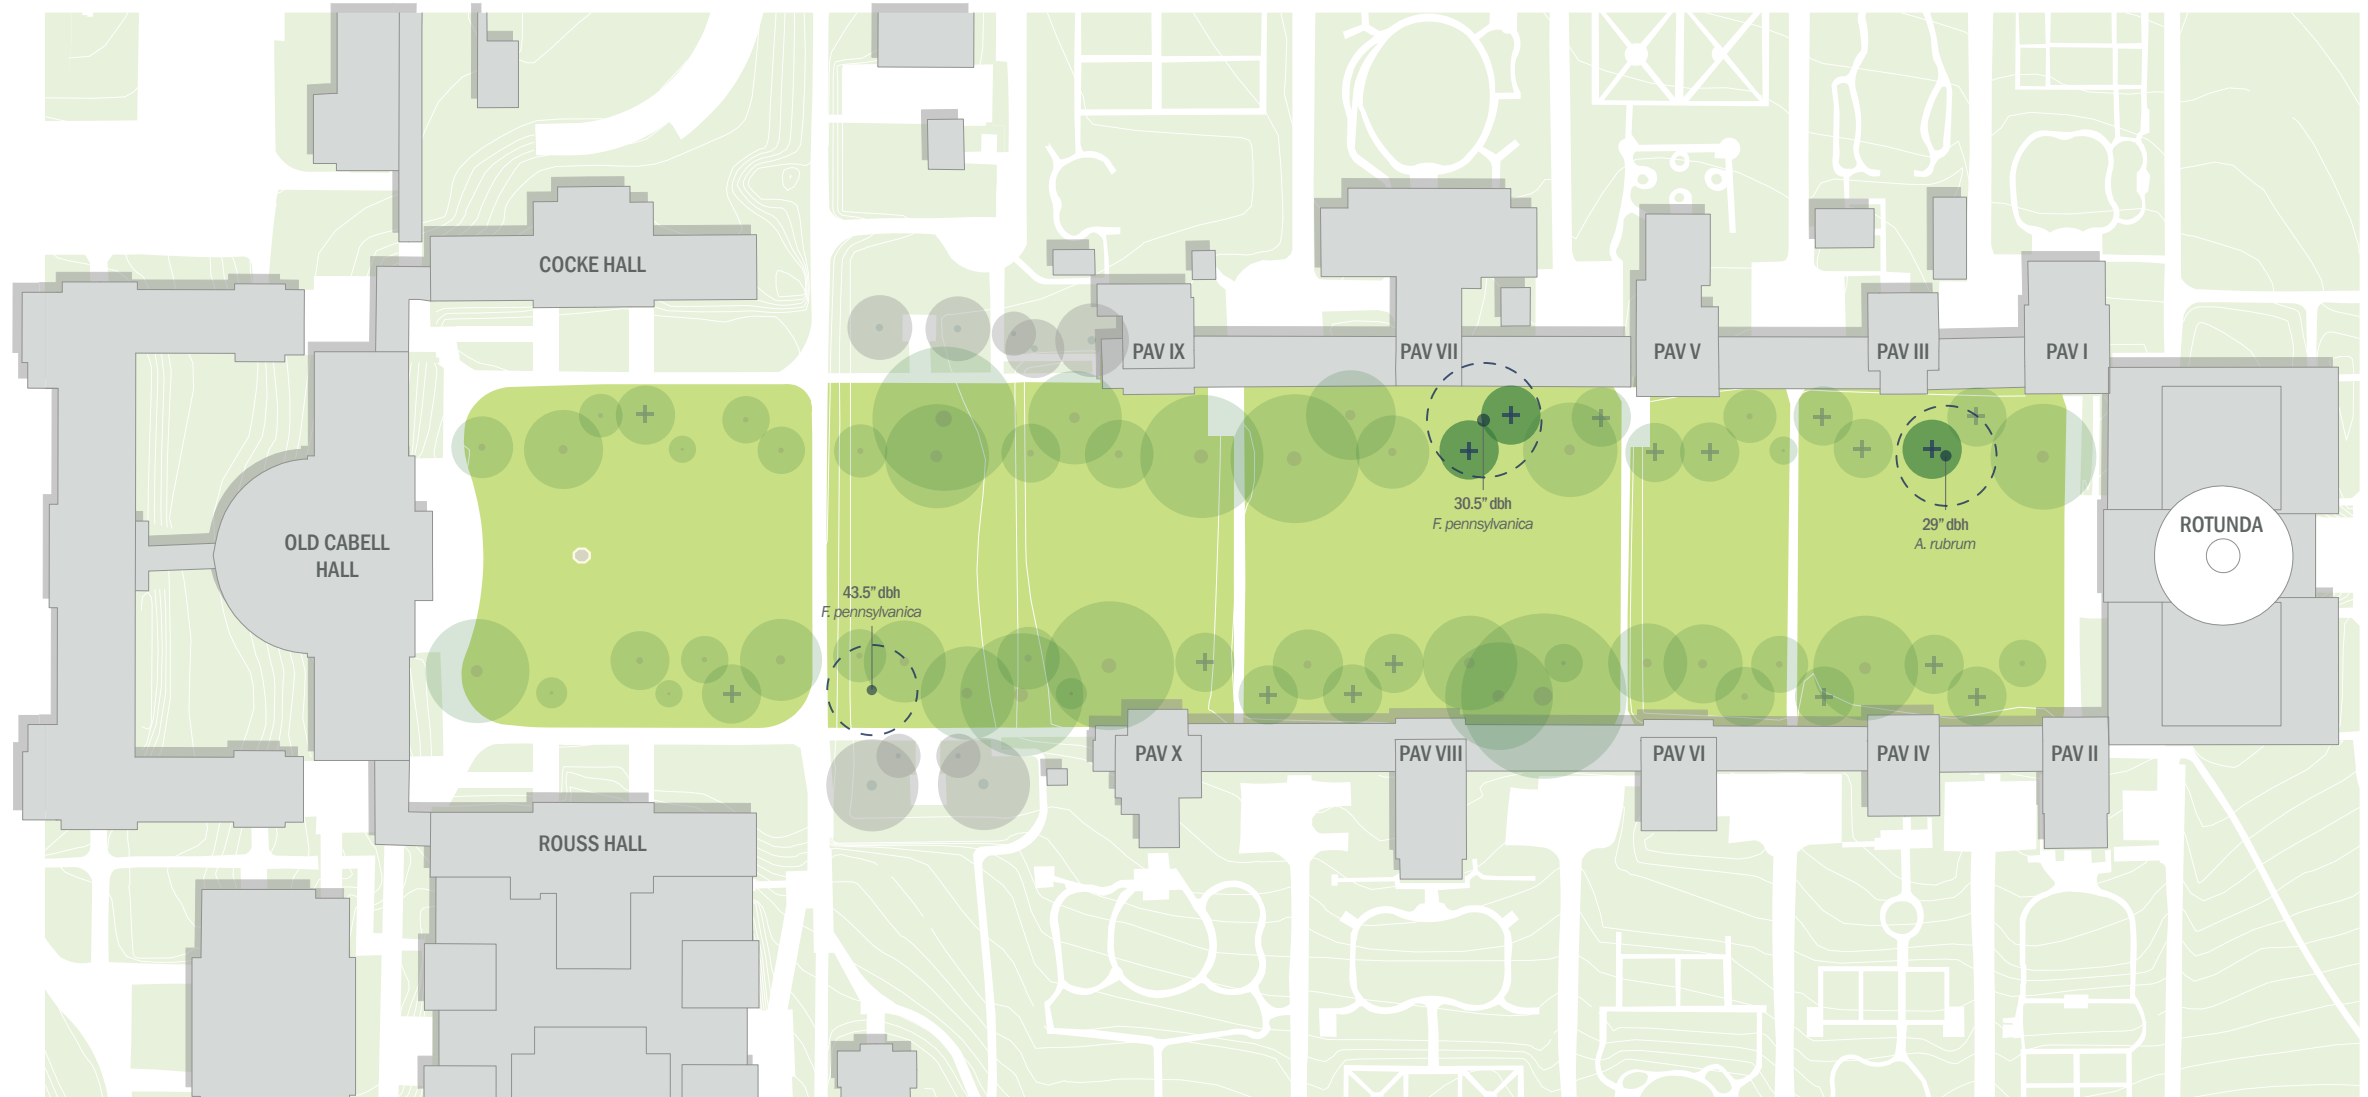 COCKE HALL
PAV IX
PAV VII
PAV V
PAV III
PAV I
30.5" dbh
F. pennsylvanica
29" dbh
A. rubrum
ROTUNDA
OLD CABELL
HALL
43.5" dbh
F. pennsylvanica
PAV X
PAV VIII
PAV VI
PAV IV
PAV II
ROUSS HALL